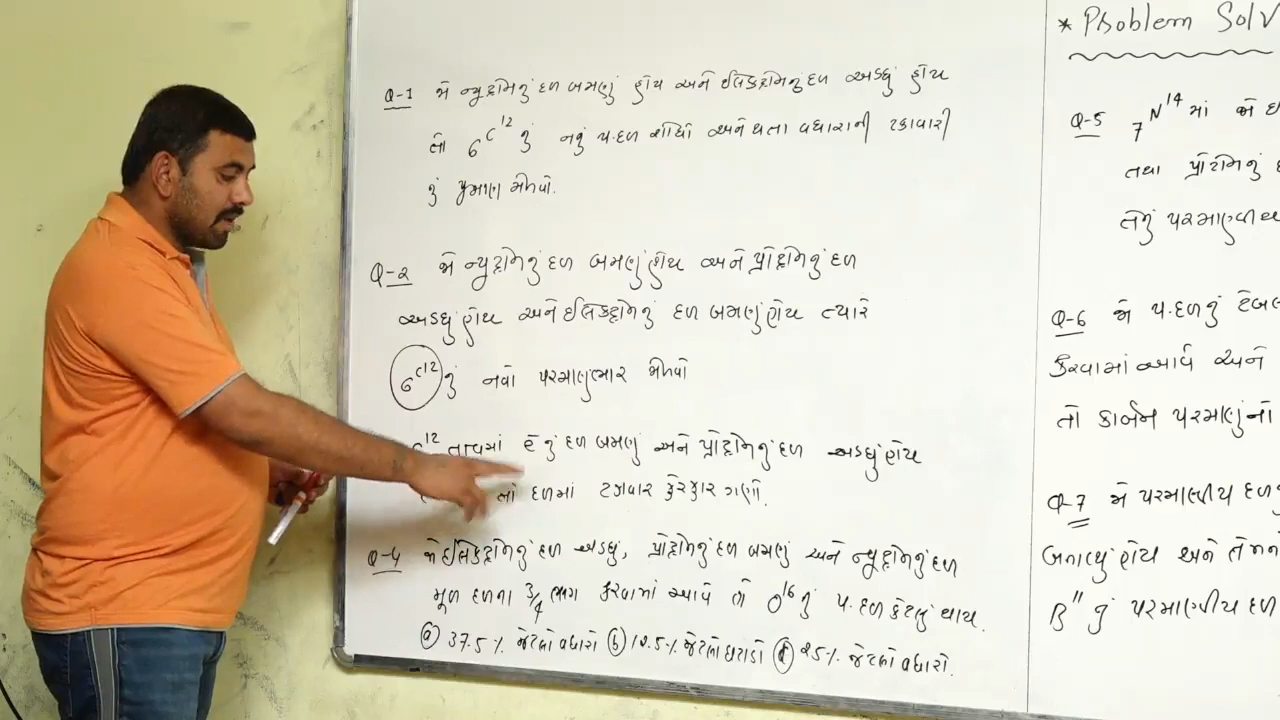 Q-1 જો ન્યુટ્રોનનું દળ બમણું હોય અને ઈલેક્ટ્રોનનું દળ અડધું હોય
તો 6C12 નું નવું પ.દળ શોધો અને થતા વધારાની ટકાવારી
નું પ્રમાણ મેળવો.
Q-2 જો ન્યુટ્રોનનું દળ બમણું હોય અને પ્રોટોનનું દળ
અડધું હોય અને ઈલેક્ટ્રોનનું દળ બમણું હોય ત્યારે
6C12 નું નવો પરમાણુભાર મેળવો
12 તત્વમાં e નું દળ બમણું અને પ્રોટોનનું દળ અડધું હોય
તો દળમાં ટકાવાર ફેરફાર ગણો.
Q-4 જો ઈલેક્ટ્રોનનું દળ અડધું, પ્રોટોનનું દળ બમણું અને ન્યુટ્રોનનું દળ
મૂળ દળના 3/4 ભાગ કરવામાં આવે તો O16 નું પ.દળ કેટલું થાય.
(a) 37.5% જેટલો વધારો (b) 12.5% જેટલો ઘટાડો 25% જેટલો વધારો.
* Problem Solv
Q-5 7N14 માં જો
તથા પ્રોટોનનું દ
તેનું પરમાણ્વીય
Q-6 જો પ.દળનું ટેબલ
કરવામાં આવે અને
તો કાર્બન પરમાણુંનો
Q-7 જો પરમાણ્વીય દળનું
બનાવ્યું હોય અને તેમનો
B11 નું પરમાણ્વીય દળ